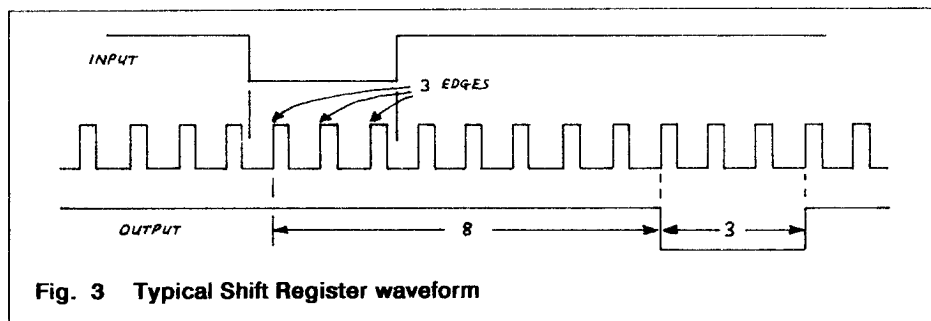 INPUT
3 EDGES
OUTPUT
8
3
Fig. 3 Typical Shift Register waveform